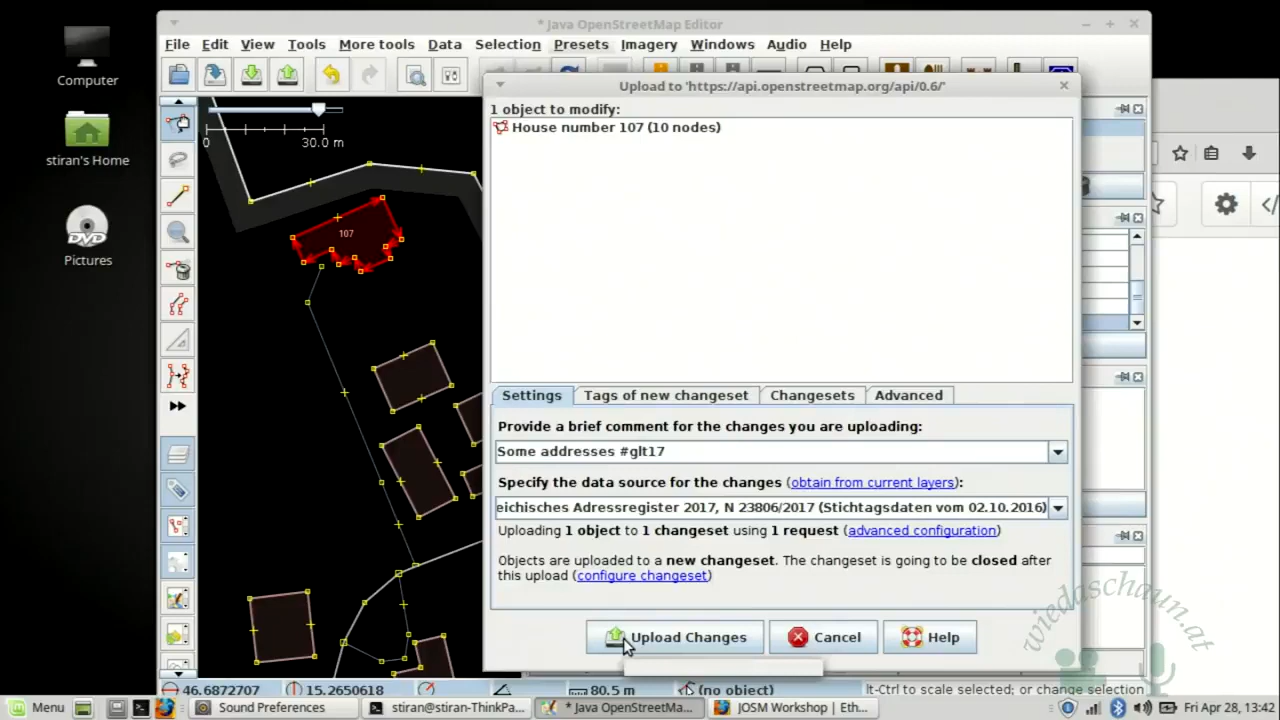 * Java OpenStreetMap Editor
File Edit View Tools More tools Data Selection Presets Imagery Windows Audio Help
Computer
stiran's Home
Pictures
0 30.0 m
107
Upload to 'https://api.openstreetmap.org/api/0.6/'
1 object to modify:
House number 107 (10 nodes)
Settings Tags of new changeset Changesets Advanced
Provide a brief comment for the changes you are uploading:
Some addresses #glt17
Specify the data source for the changes (obtain from current layers):
eichisches Adressregister 2017, N 23806/2017 (Stichtagsdaten vom 02.10.2016)
Uploading 1 object to 1 changeset using 1 request (advanced configuration)
Objects are uploaded to a new changeset. The changeset is going to be closed after
this upload (configure changeset)
Upload Changes Cancel Help
wiedaschaun.at
46.6872707 15.2650618 80.5 m (no object) lt-Ctrl to scale selected; or change selection
Menu Sound Preferences stiran@stiran-ThinkPa... * Java OpenStreetMa... JOSM Workshop | Eth... Fri Apr 28, 13:42